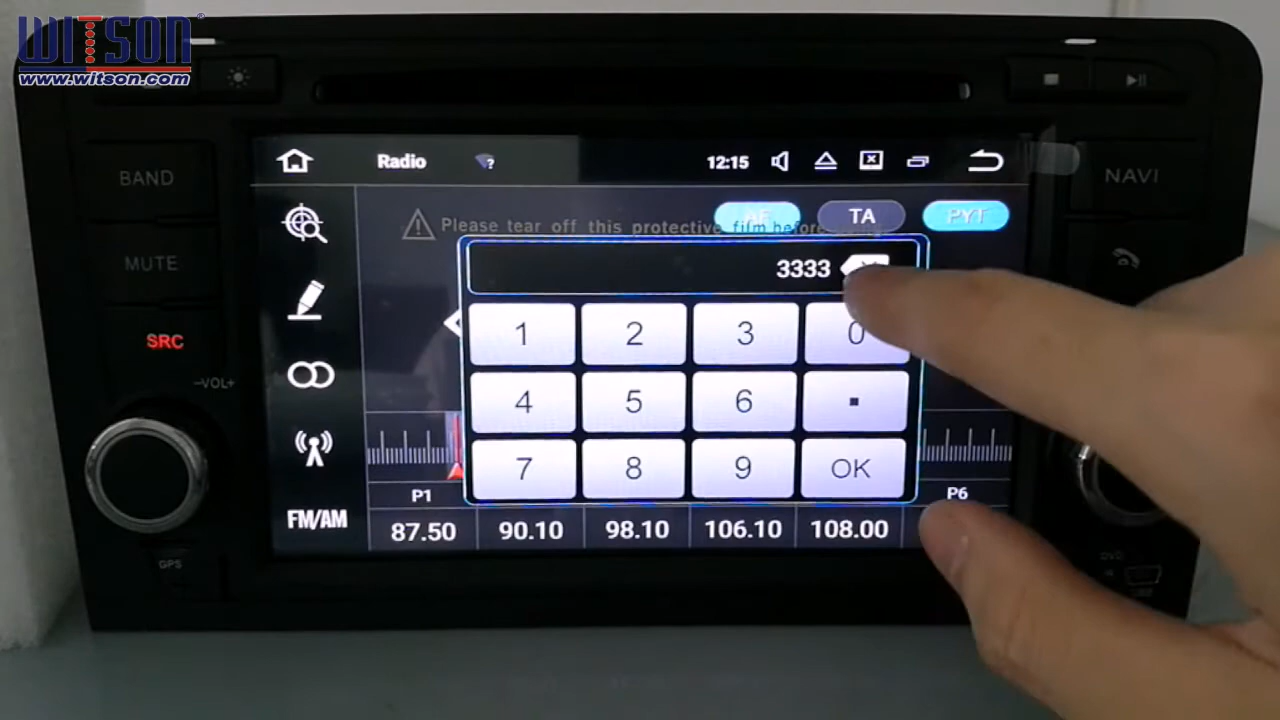 WITSON®
www.witson.com
BAND
MUTE
SRC
−VOL+
GPS
NAVI
DVD
Radio
?
12:15
Please tear off this protective film before
AF
TA
PYT
3333
1 2 3 0
4 5 6 .
7 8 9 OK
FM/AM
P1
P6
87.50 90.10 98.10 106.10 108.00